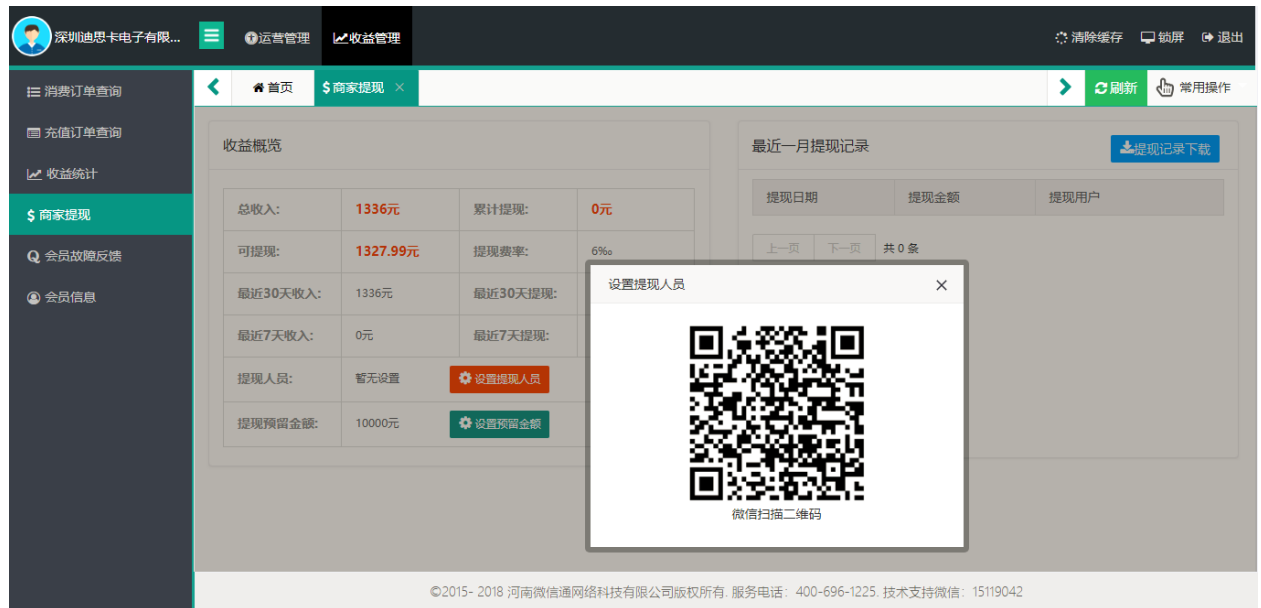 深圳迪思卡电子有限... 运营管理 收益管理 清除缓存 锁屏 退出
消费订单查询
充值订单查询
收益统计
商家提现
会员故障反馈
会员信息
首页 $商家提现 刷新 常用操作
收益概览
总收入: 1336元 累计提现: 0元
可提现: 1327.99元 提现费率: 6‰
最近30天收入: 1336元 最近30天提现:
最近7天收入: 0元 最近7天提现:
提现人员: 暂无设置 设置提现人员
提现预留金额: 10000元 设置预留金额
最近一月提现记录 提现记录下载
提现日期 提现金额 提现用户
上一页 下一页 共 0 条
设置提现人员
微信扫描二维码
©2015- 2018 河南微信通网络科技有限公司版权所有. 服务电话：400-696-1225. 技术支持微信：15119042